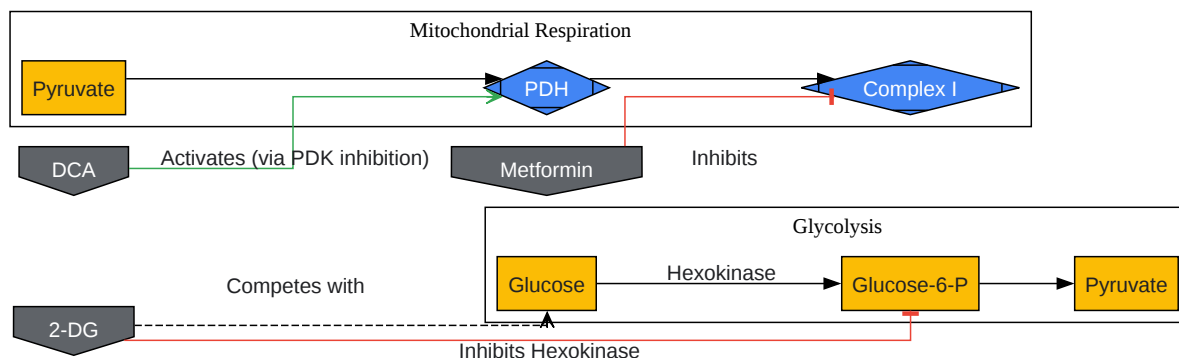 Mitochondrial Respiration
Pyruvate
PDH
Complex I
DCA
Activates (via PDK inhibition)
Metformin
Inhibits
Glycolysis
Glucose
Hexokinase
Glucose-6-P
Pyruvate
Competes with
2-DG
Inhibits Hexokinase